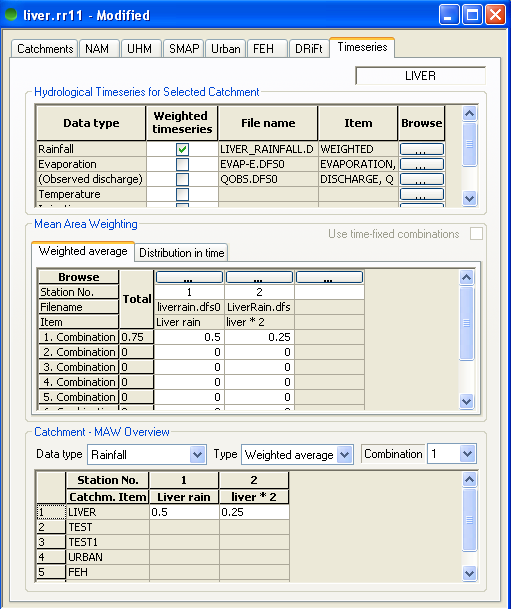 liver.rr11 - Modified
Catchments NAM UHM SMAP Urban FEH DRiFt Timeseries
LIVER
Hydrological Timeseries for Selected Catchment
Data type Weighted timeseries File name Item Browse
Rainfall LIVER_RAINFALL.D WEIGHTED ...
Evaporation EVAP-E.DFS0 EVAPORATION, ...
(Observed discharge) QOBS.DFS0 DISCHARGE, Q ...
Temperature ...
Mean Area Weighting
Use time-fixed combinations
Weighted average Distribution in time
Browse Total ... ... ...
Station No. 1 2
Filename liverrain.dfs0 LiverRain.dfs
Item Liver rain liver * 2
1. Combination 0.75 0.5 0.25
2. Combination 0 0 0
3. Combination 0 0 0
4. Combination 0 0 0
5. Combination 0 0 0
Catchment - MAW Overview
Data type Rainfall Type Weighted average Combination 1
Station No. 1 2
Catchm. Item Liver rain liver * 2
1 LIVER 0.5 0.25
2 TEST
3 TEST1
4 URBAN
5 FEH